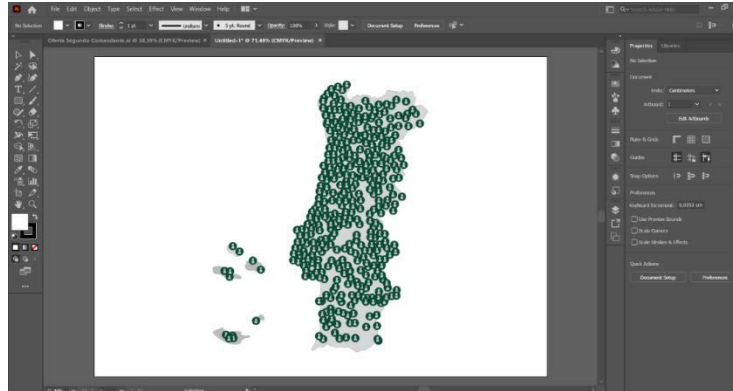 File Edit Object Type Select Effect View Window Help
No Selection Stroke: 1 pt Uniform 5 pt. Round Opacity: 100% Style: Document Setup Preferences
Untitled-1* @ 71,48% (CMYK/Preview) ×
Properties Libraries
No Selection
Document
Units: Centimeters
Artboard: 1
Edit Artboards
Ruler & Grids
Guides
Snap Options
Preferences
Keyboard Increment: 0,0353 cm
Use Preview Bounds
Scale Corners
Scale Strokes & Effects
Quick Actions
Document Setup Preferences